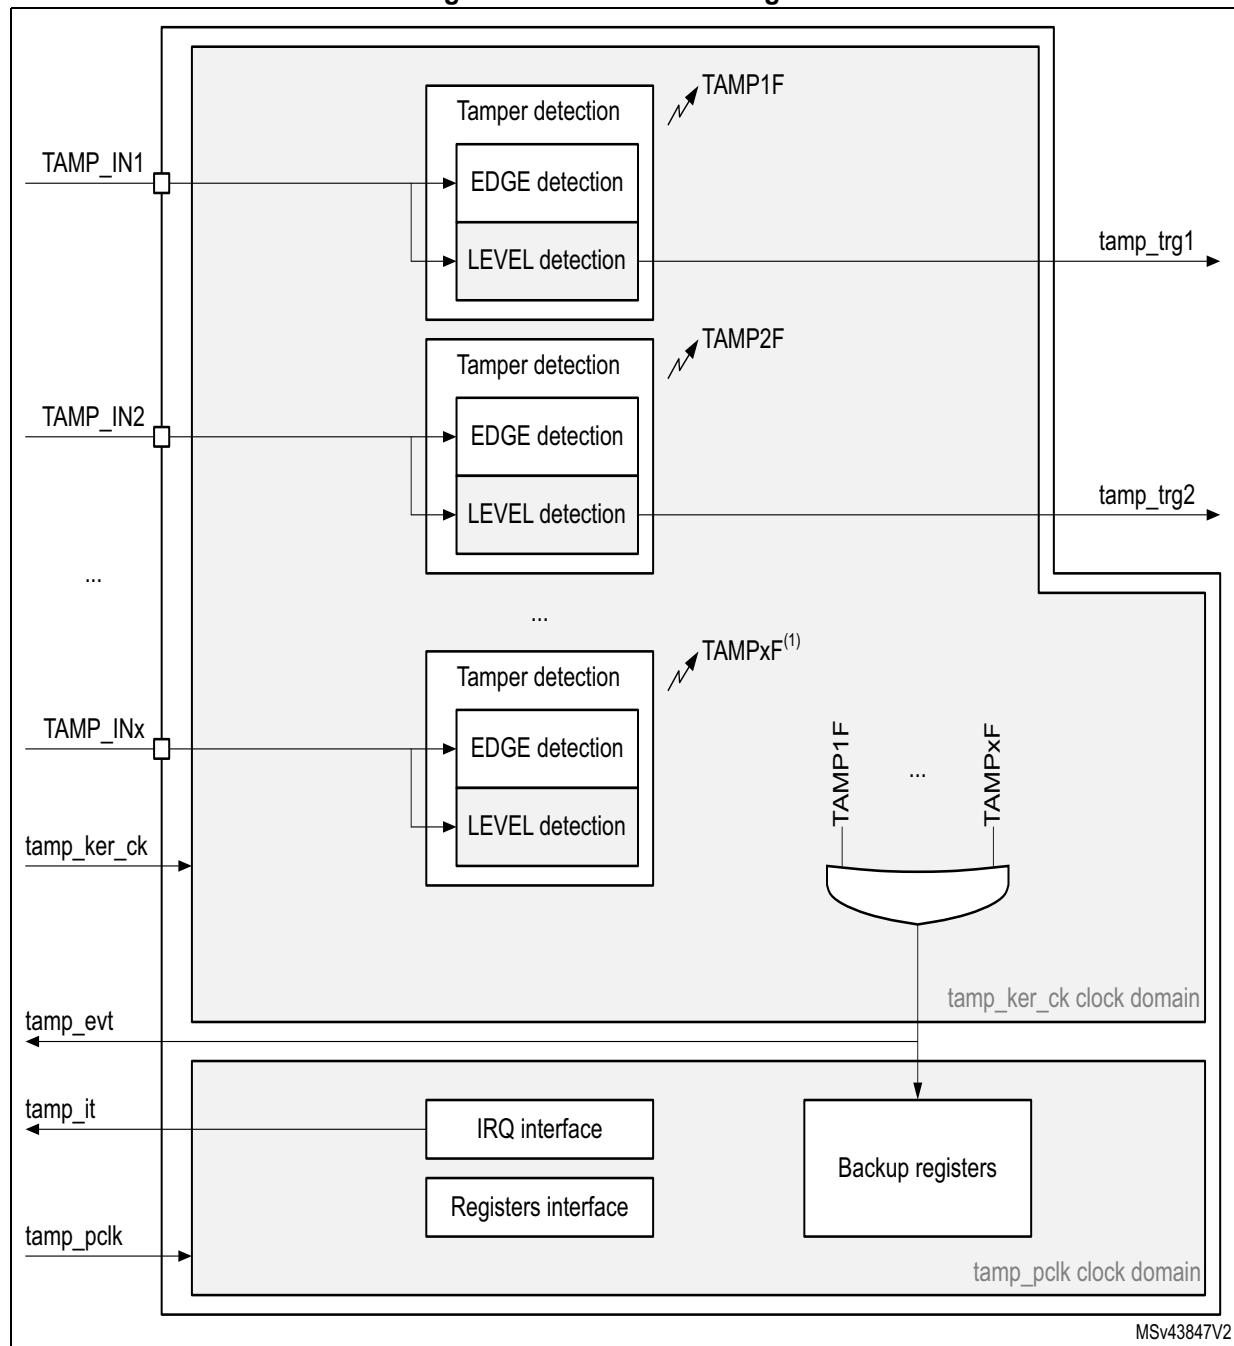 TAMP1F
Tamper detection
TAMP_IN1
EDGE detection
LEVEL detection
tamp_trg1
TAMP2F
Tamper detection
TAMP_IN2
EDGE detection
LEVEL detection
tamp_trg2
...
...
TAMPxF(1)
Tamper detection
TAMP_INx
EDGE detection
LEVEL detection
TAMP1F
...
TAMPxF
tamp_ker_ck
tamp_ker_ck clock domain
tamp_evt
tamp_it
IRQ interface
Backup registers
Registers interface
tamp_pclk
tamp_pclk clock domain
MSv43847V2